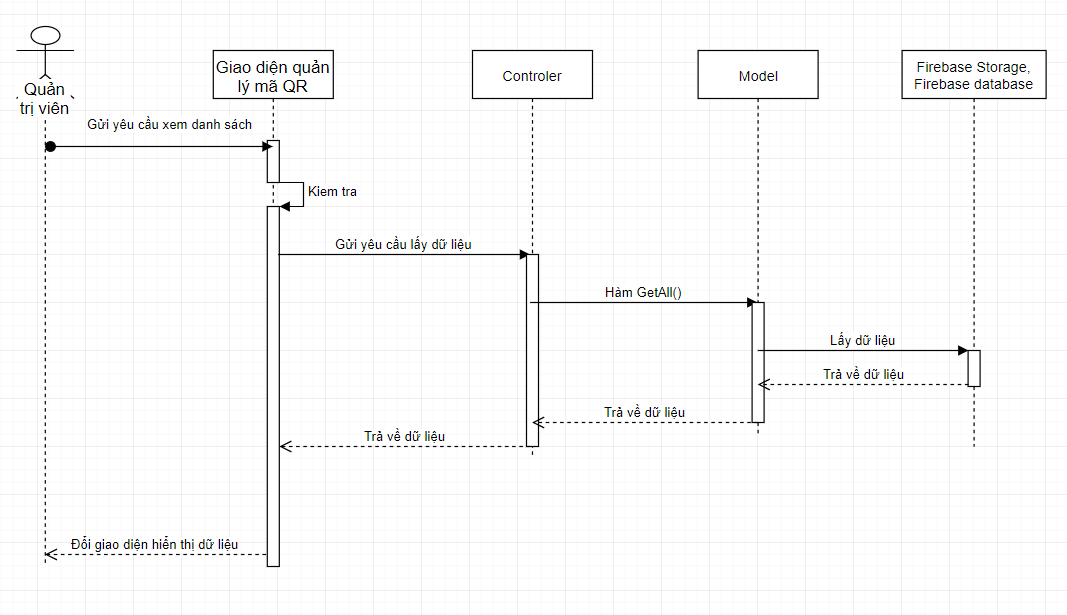 Quản
trị viên
Giao diện quản
lý mã QR
Controler
Model
Firebase Storage,
Firebase database
Gửi yêu cầu xem danh sách
Kiem tra
Gửi yêu cầu lấy dữ liệu
Hàm GetAll()
Lấy dữ liệu
Trả về dữ liệu
Trả về dữ liệu
Trả về dữ liệu
Đổi giao diện hiển thị dữ liệu